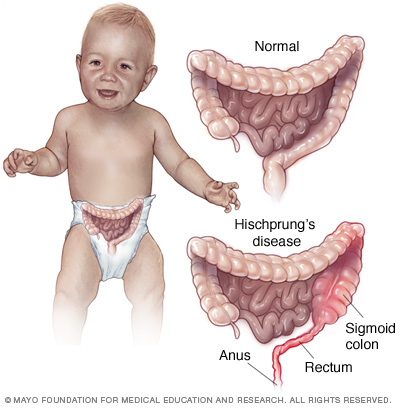 Normal
Hischprung's
disease
Sigmoid
colon
Rectum
Anus
© MAYO FOUNDATION FOR MEDICAL EDUCATION AND RESEARCH. ALL RIGHTS RESERVED.